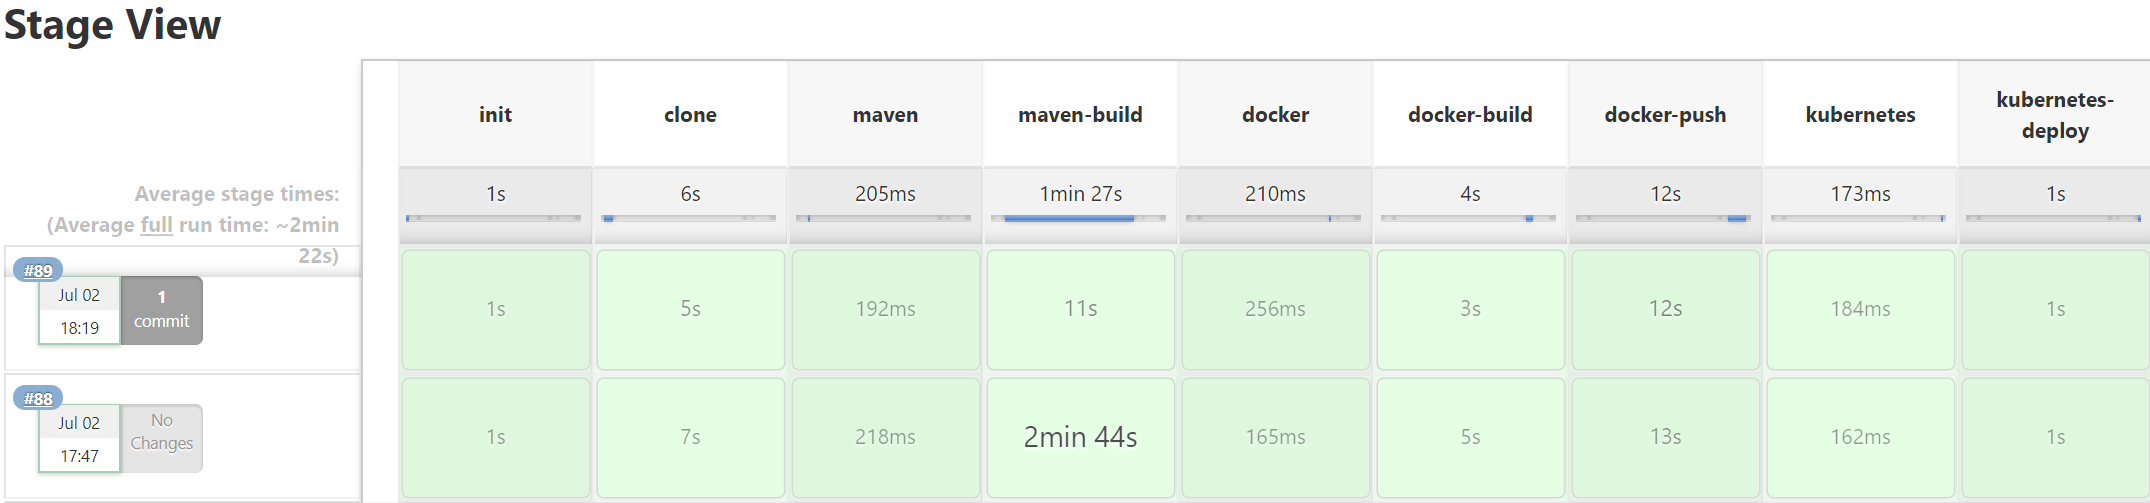 Stage View
init clone maven maven-build docker docker-build docker-push kubernetes kubernetes-
deploy
Average stage times: 1s 6s 205ms 1min 27s 210ms 4s 12s 173ms 1s
(Average full run time: ~2min
22s)
#89
Jul 02 1
18:19 commit
1s 5s 192ms 11s 256ms 3s 12s 184ms 1s
#88
Jul 02 No
17:47 Changes
1s 7s 218ms 2min 44s 165ms 5s 13s 162ms 1s